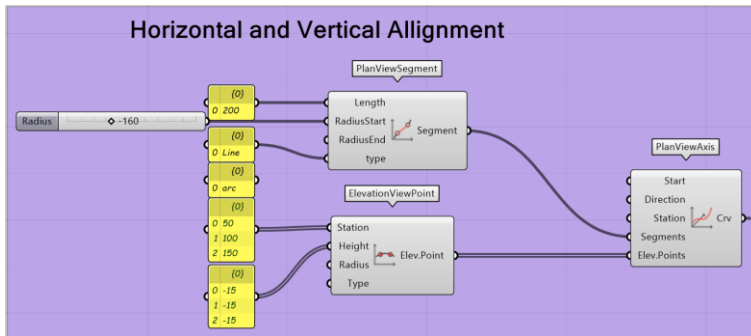 Horizontal and Vertical Allignment
PlanViewSegment
{0}
0 200
Radius
-160
{0}
0 Line
{0}
0 arc
{0}
0 50
1 100
2 150
{0}
0 -15
1 -15
2 -15
Length
RadiusStart
RadiusEnd
type
Segment
ElevationViewPoint
Station
Height
Radius
Type
Elev.Point
PlanViewAxis
Start
Direction
Station
Segments
Elev.Points
Crv